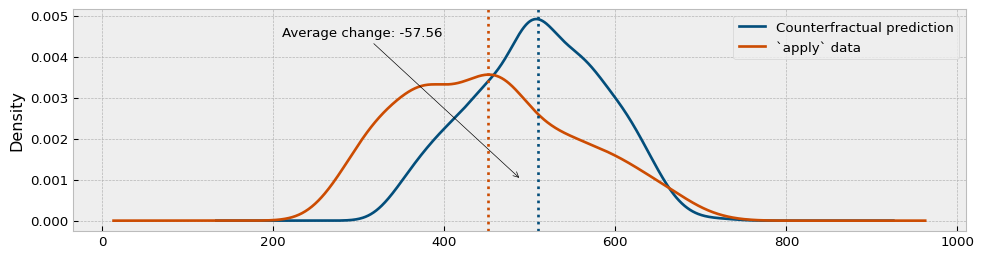 0.005
Average change: -57.56
Counterfractual prediction
`apply` data
0.004
0.003
Density
0.002
0.001
0.000
0 200 400 600 800 1000